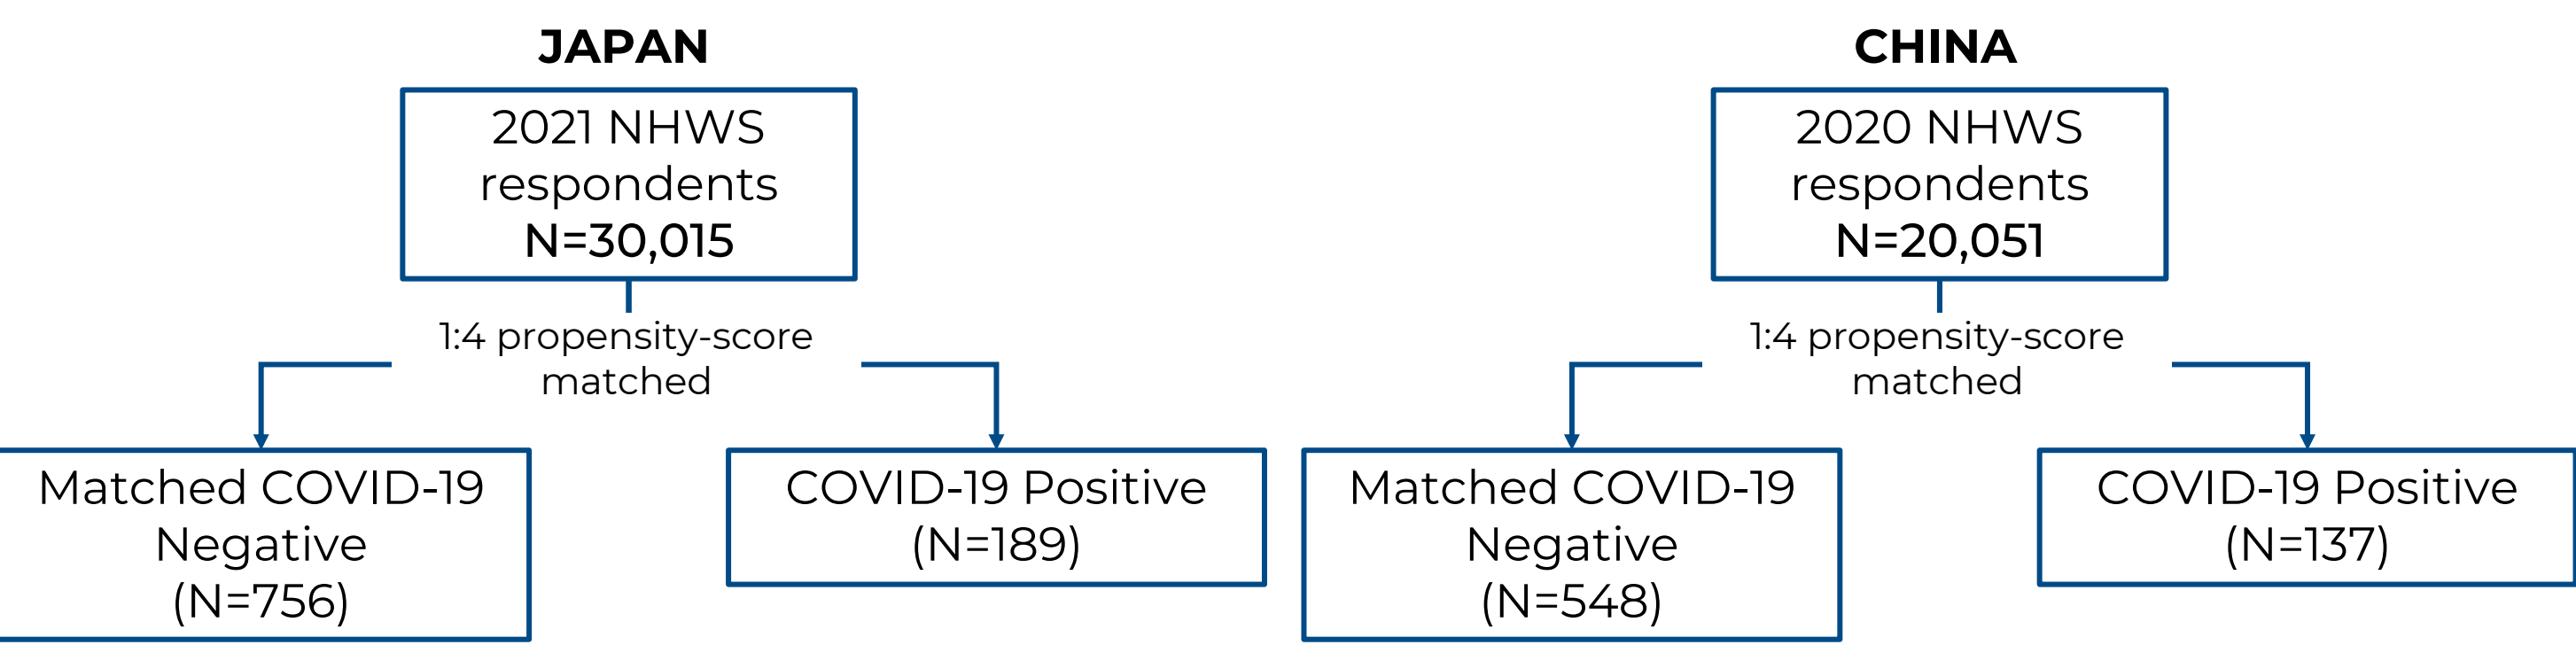 JAPAN
2021 NHWS
respondents
N=30,015
1:4 propensity-score
matched
Matched COVID-19
Negative
(N=756)
COVID-19 Positive
(N=189)
CHINA
2020 NHWS
respondents
N=20,051
1:4 propensity-score
matched
Matched COVID-19
Negative
(N=548)
COVID-19 Positive
(N=137)